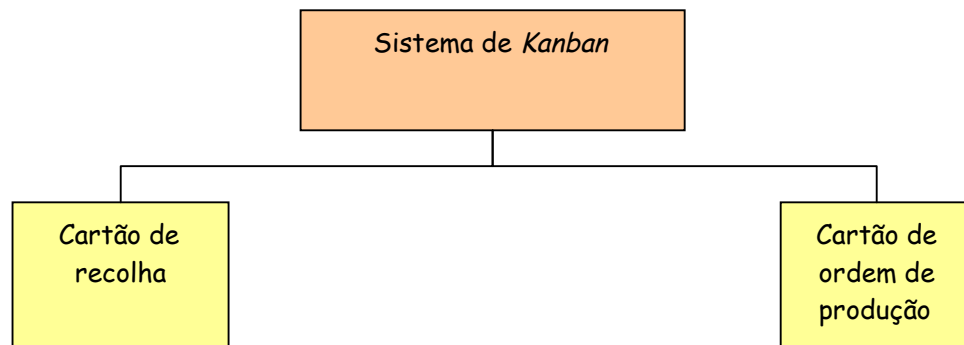 Sistema de Kanban
Cartão de
recolha
Cartão de
ordem de
produção